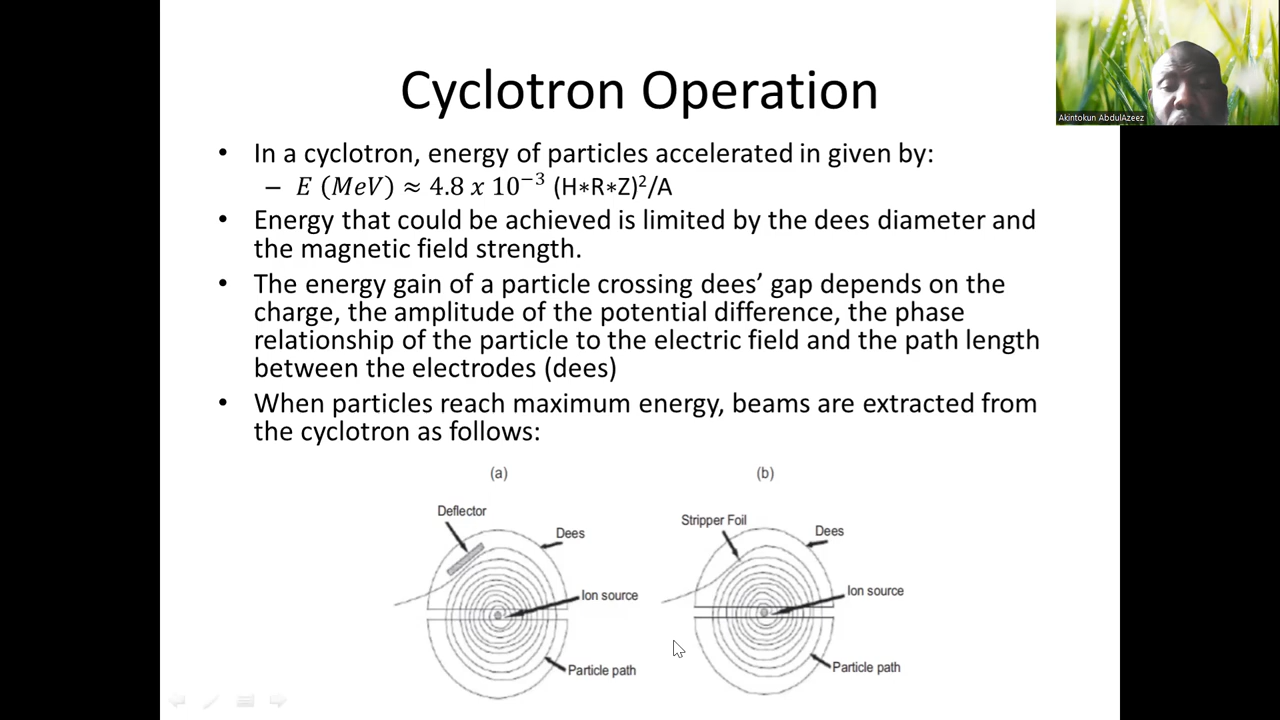 Cyclotron Operation
Akintokun AbdulAzeez
• In a cyclotron, energy of particles accelerated in given by:
– E (MeV) ≈ 4.8 x 10⁻³ (H∗R∗Z)²/A
• Energy that could be achieved is limited by the dees diameter and
the magnetic field strength.
• The energy gain of a particle crossing dees’ gap depends on the
charge, the amplitude of the potential difference, the phase
relationship of the particle to the electric field and the path length
between the electrodes (dees)
• When particles reach maximum energy, beams are extracted from
the cyclotron as follows:
(a)
Deflector
Dees
Ion source
Particle path
(b)
Stripper Foil
Dees
Ion source
Particle path